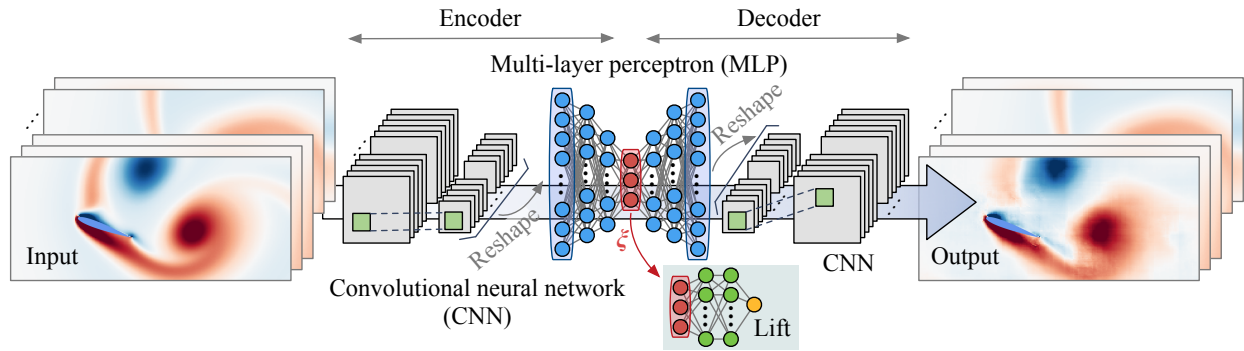 Encoder
Decoder
Multi-layer perceptron (MLP)
Reshape
Reshape
Input
ξ
Output
CNN
Convolutional neural network
(CNN)
Lift